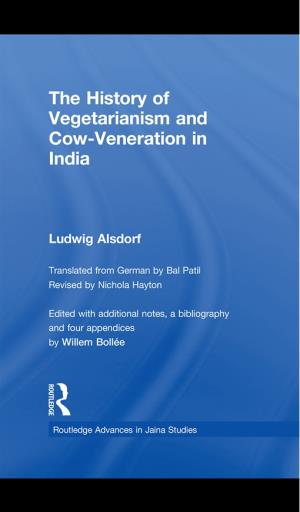 The History of
Vegetarianism and
Cow-Veneration in
India
Ludwig Alsdorf
Translated from German by Bal Patil
Revised by Nichola Hayton
Edited with additional notes, a bibliography
and four appendices
by Willem Bollée
ROUTLEDGE
Routledge Advances in Jaina Studies